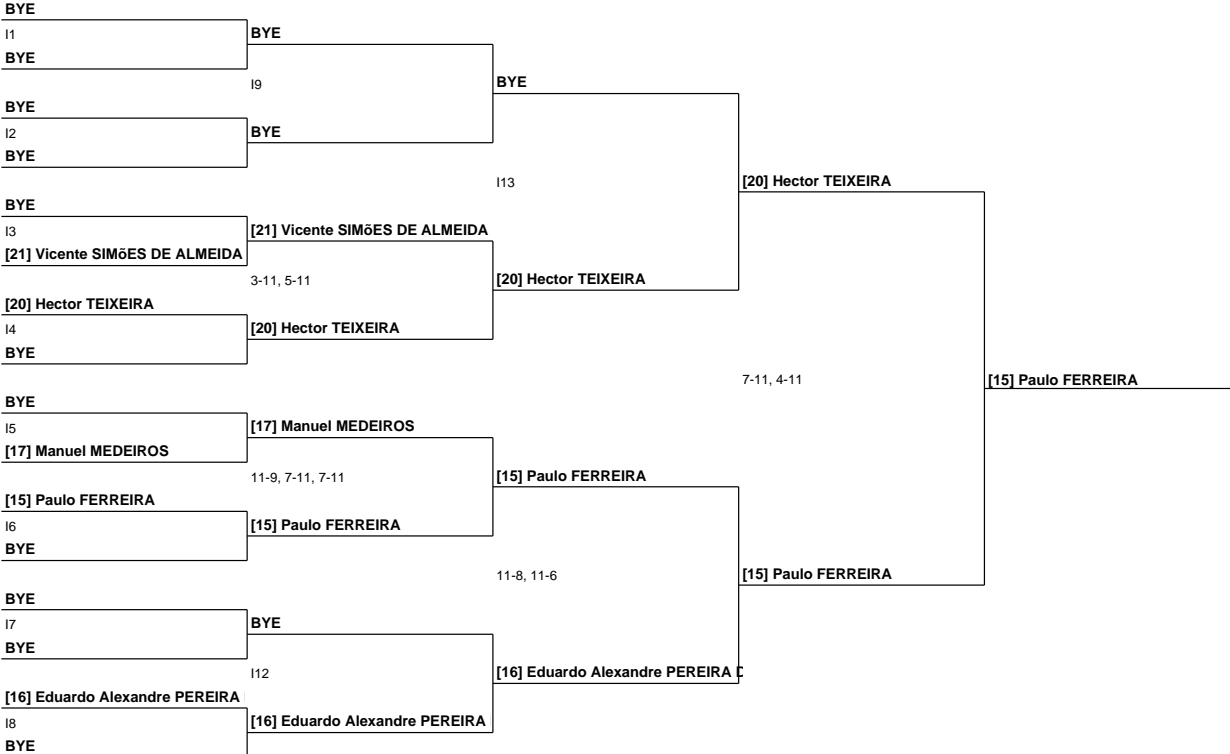 BYE
I1
BYE
BYE
I9
BYE
BYE
I2
BYE
BYE
I13
[20] Hector TEIXEIRA
BYE
I3
[21] Vicente SIMõES DE ALMEIDA
[21] Vicente SIMõES DE ALMEIDA
3-11, 5-11
[20] Hector TEIXEIRA
[20] Hector TEIXEIRA
I4
[20] Hector TEIXEIRA
BYE
7-11, 4-11
[15] Paulo FERREIRA
BYE
I5
[17] Manuel MEDEIROS
[17] Manuel MEDEIROS
11-9, 7-11, 7-11
[15] Paulo FERREIRA
[15] Paulo FERREIRA
I6
[15] Paulo FERREIRA
BYE
11-8, 11-6
[15] Paulo FERREIRA
BYE
I7
BYE
BYE
I12
[16] Eduardo Alexandre PEREIRA
[16] Eduardo Alexandre PEREIRA
I8
[16] Eduardo Alexandre PEREIRA
BYE